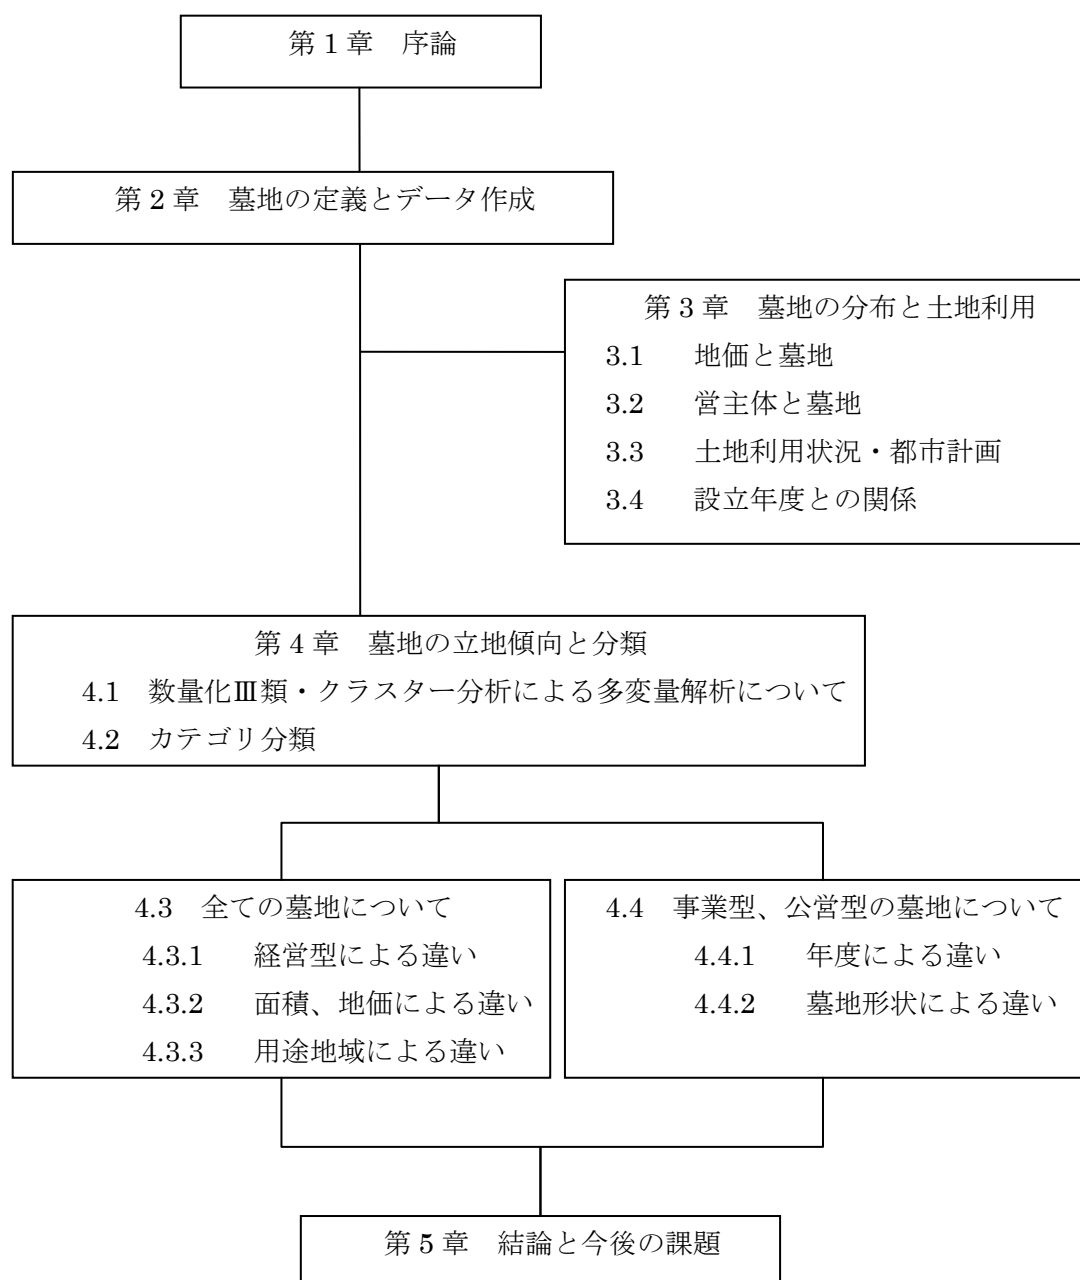 第1章　序論
第2章　墓地の定義とデータ作成
第3章　墓地の分布と土地利用
3.1　地価と墓地
3.2　営主体と墓地
3.3　土地利用状況・都市計画
3.4　設立年度との関係
第4章　墓地の立地傾向と分類
4.1　数量化Ⅲ類・クラスター分析による多変量解析について
4.2　カテゴリ分類
4.3　全ての墓地について
4.3.1　経営型による違い
4.3.2　面積、地価による違い
4.3.3　用途地域による違い
4.4　事業型、公営型の墓地について
4.4.1　年度による違い
4.4.2　墓地形状による違い
第5章　結論と今後の課題